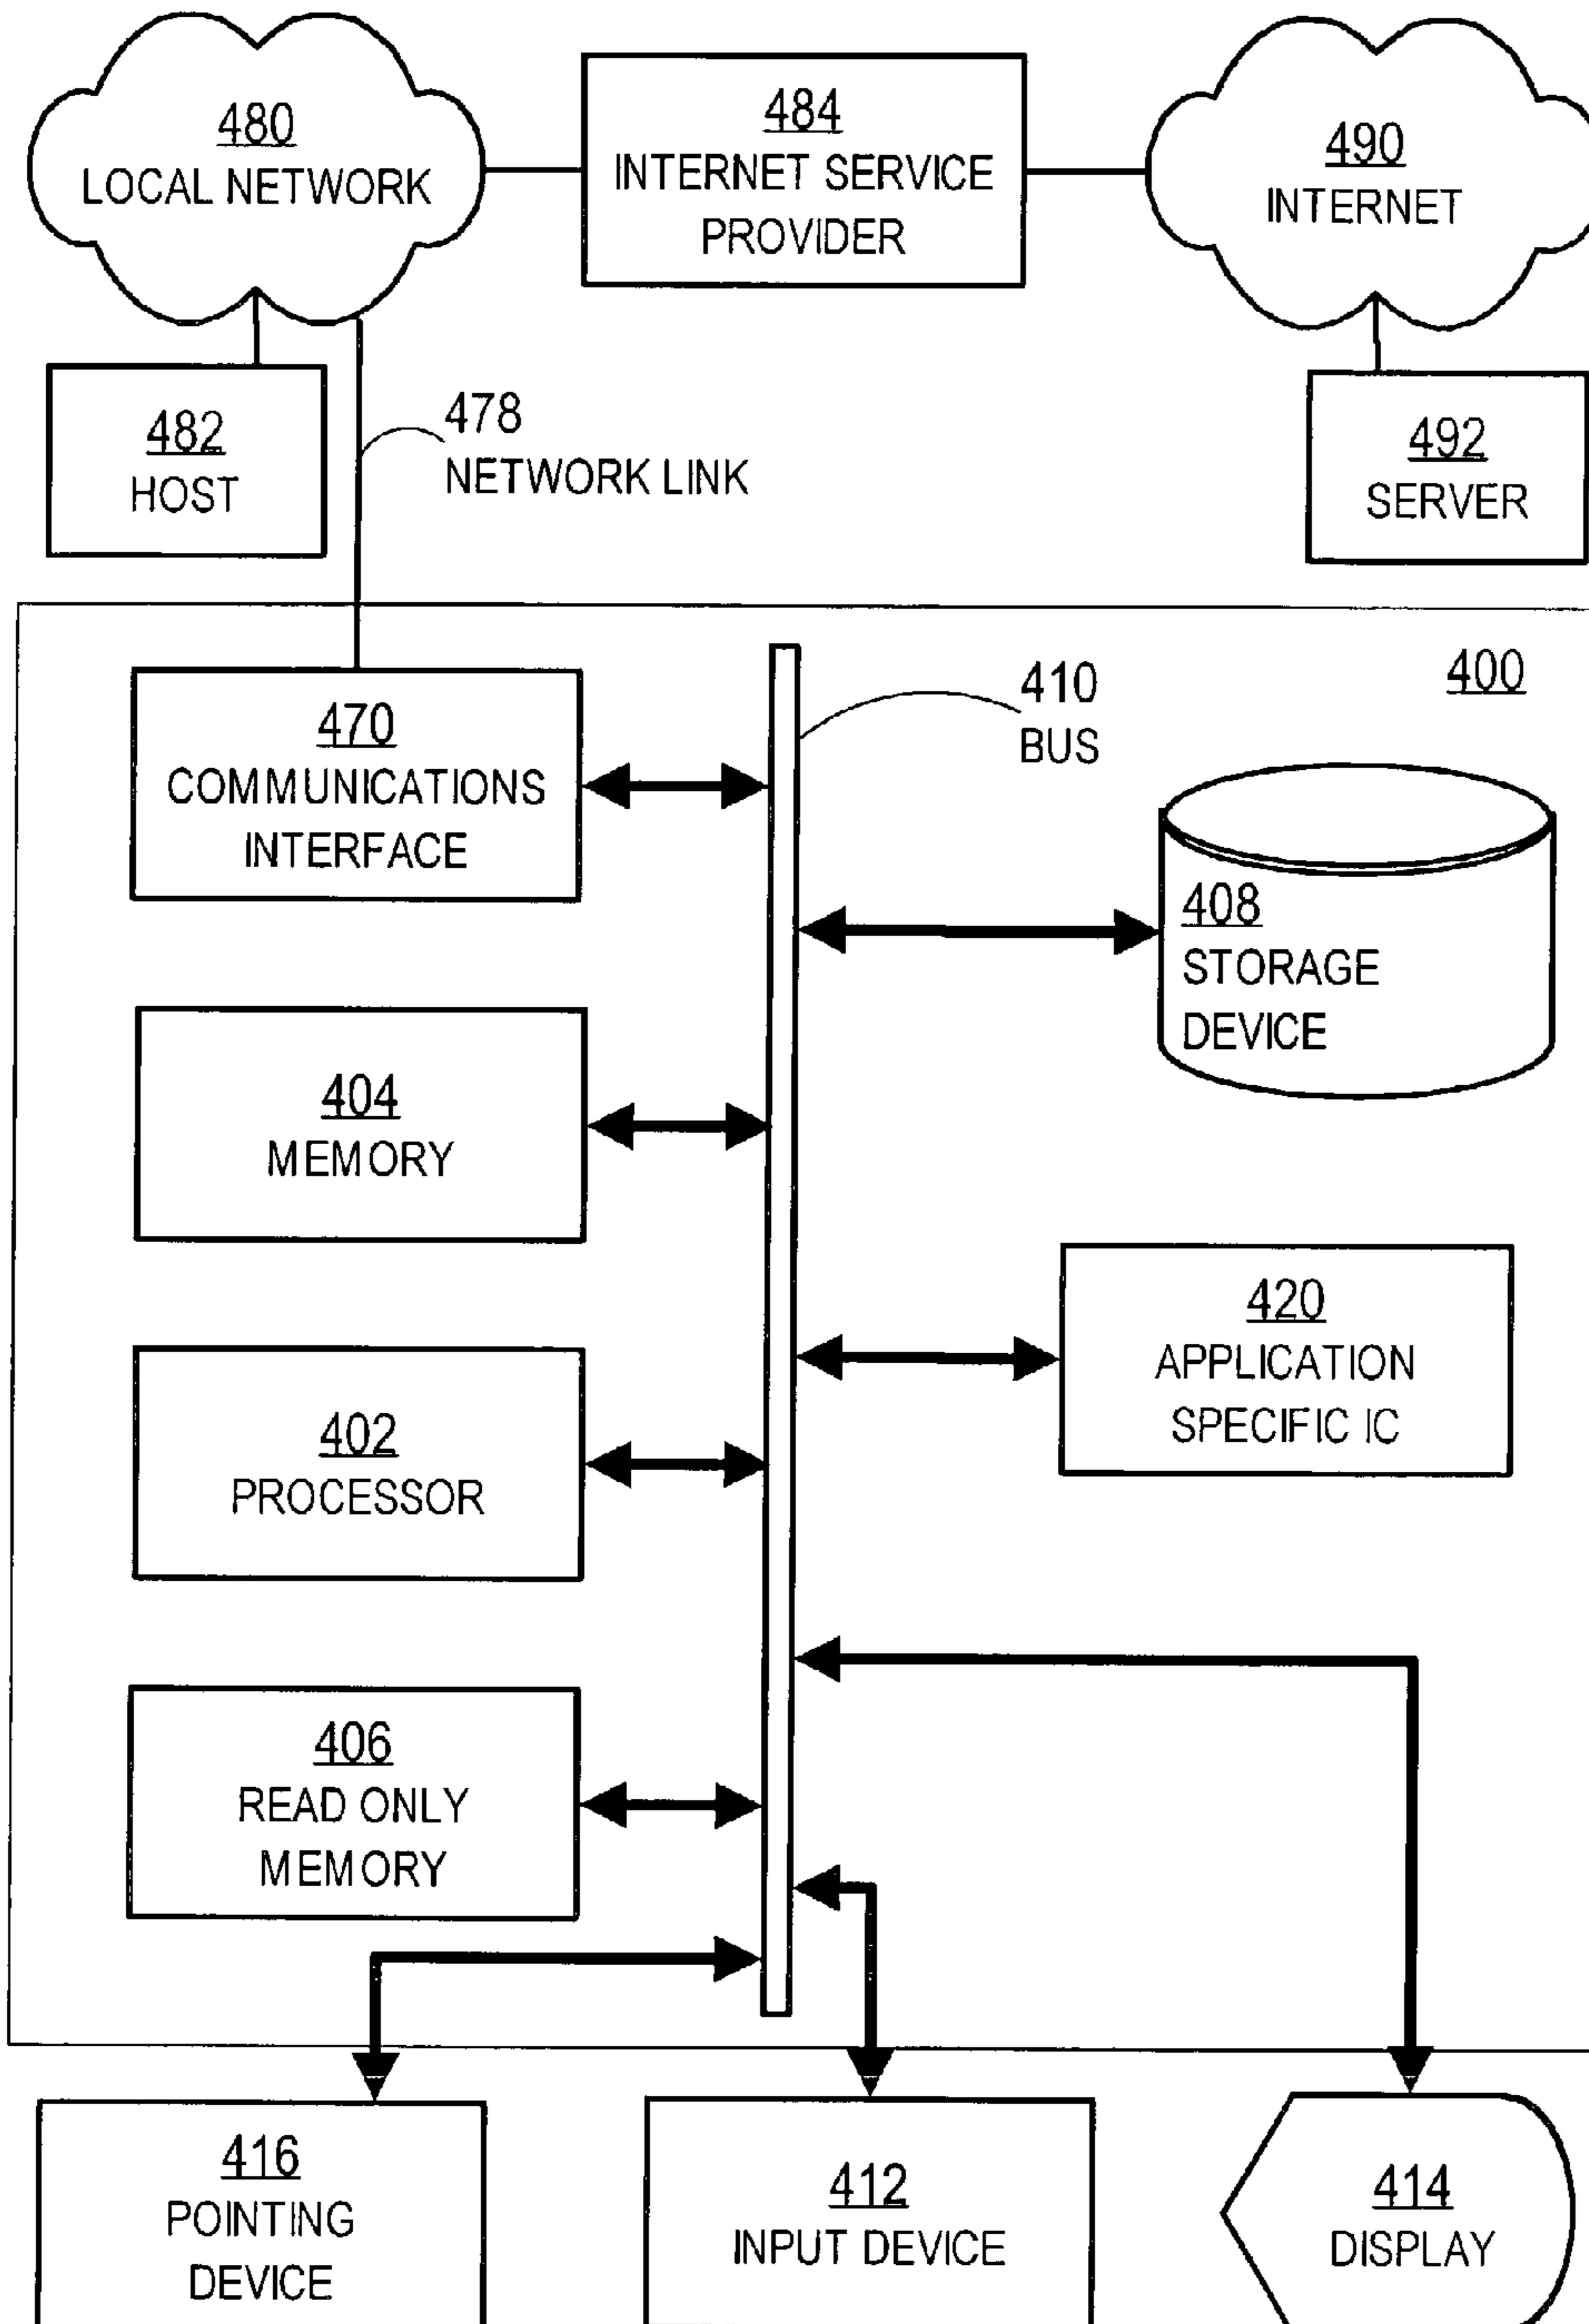 480
LOCAL NETWORK
484
INTERNET SERVICE
PROVIDER
490
INTERNET
482
HOST
478
NETWORK LINK
492
SERVER
400
470
COMMUNICATIONS
INTERFACE
410
BUS
408
STORAGE
DEVICE
404
MEMORY
420
APPLICATION
SPECIFIC IC
402
PROCESSOR
406
READ ONLY
MEMORY
416
POINTING
DEVICE
412
INPUT DEVICE
414
DISPLAY